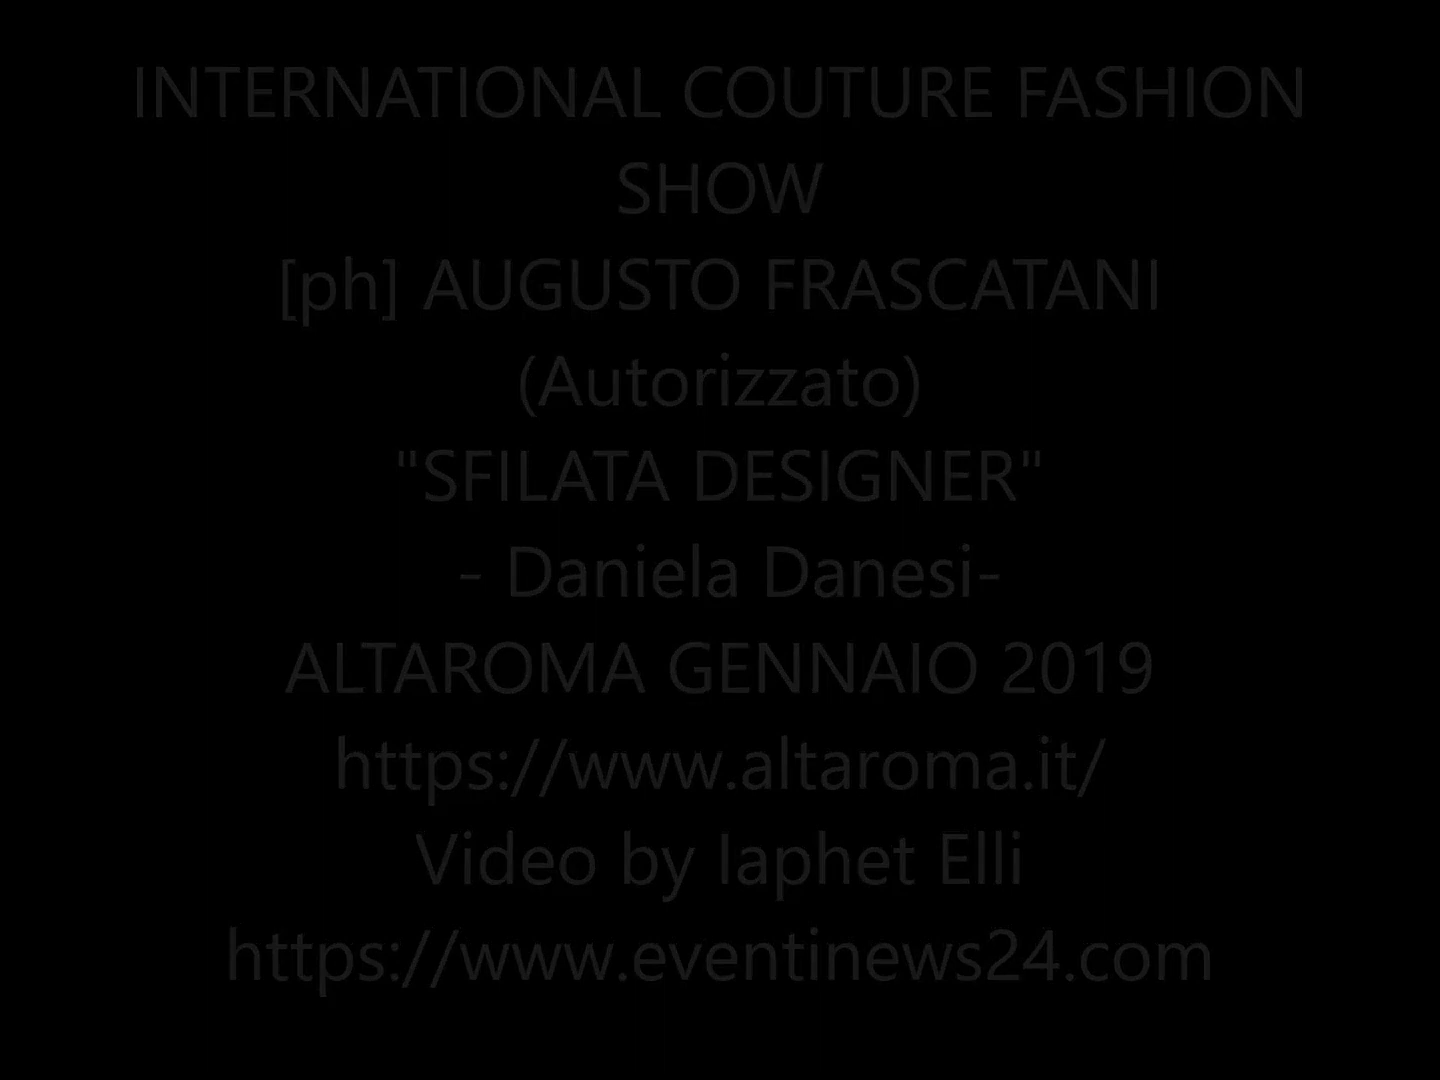 INTERNATIONAL COUTURE FASHION
SHOW
[ph] AUGUSTO FRASCATANI
(Autorizzato)
"SFILATA DESIGNER"
- Daniela Danesi-
ALTAROMA GENNAIO 2019
https://www.altaroma.it/
Video by Iaphet Elli
https://www.eventinews24.com